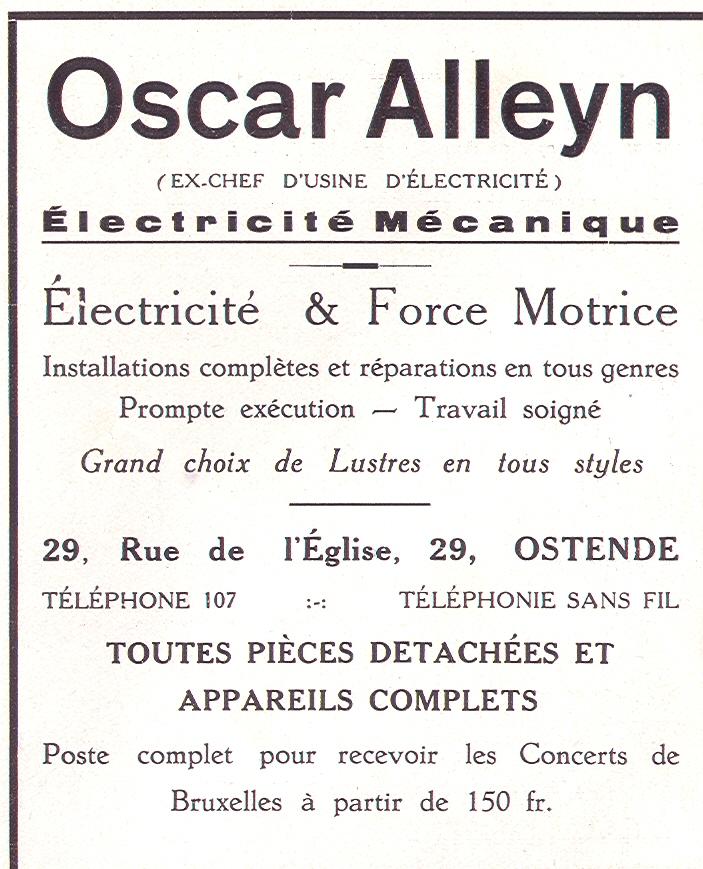 Oscar Alleyn
(EX-CHEF D'USINE D'ÉLECTRICITÉ)
Électricité Mécanique
Électricité & Force Motrice
Installations complètes et réparations en tous genres
Prompte exécution — Travail soigné
Grand choix de Lustres en tous styles
29, Rue de l'Église, 29, OSTENDE
TÉLÉPHONE 107 :-: TÉLÉPHONIE SANS FIL
TOUTES PIÈCES DETACHÉES ET
APPAREILS COMPLETS
Poste complet pour recevoir les Concerts de
Bruxelles à partir de 150 fr.